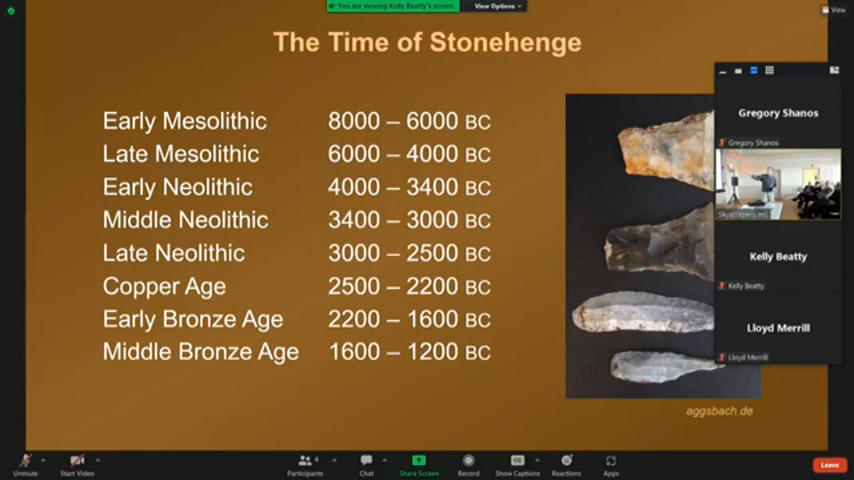 You are viewing Kelly Beatty's screen
View Options
View
The Time of Stonehenge
Early Mesolithic 8000 – 6000 BC
Late Mesolithic 6000 – 4000 BC
Early Neolithic 4000 – 3400 BC
Middle Neolithic 3400 – 3000 BC
Late Neolithic 3000 – 2500 BC
Copper Age 2500 – 2200 BC
Early Bronze Age 2200 – 1600 BC
Middle Bronze Age 1600 – 1200 BC
aggsbach.de
Gregory Shanos
Gregory Shanos
Skyscrapers, Inc.
Kelly Beatty
Kelly Beatty
Lloyd Merrill
Lloyd Merrill
Unmute
Start Video
Participants 4
Chat
Share Screen
Record
Show Captions
Reactions
Apps
Leave